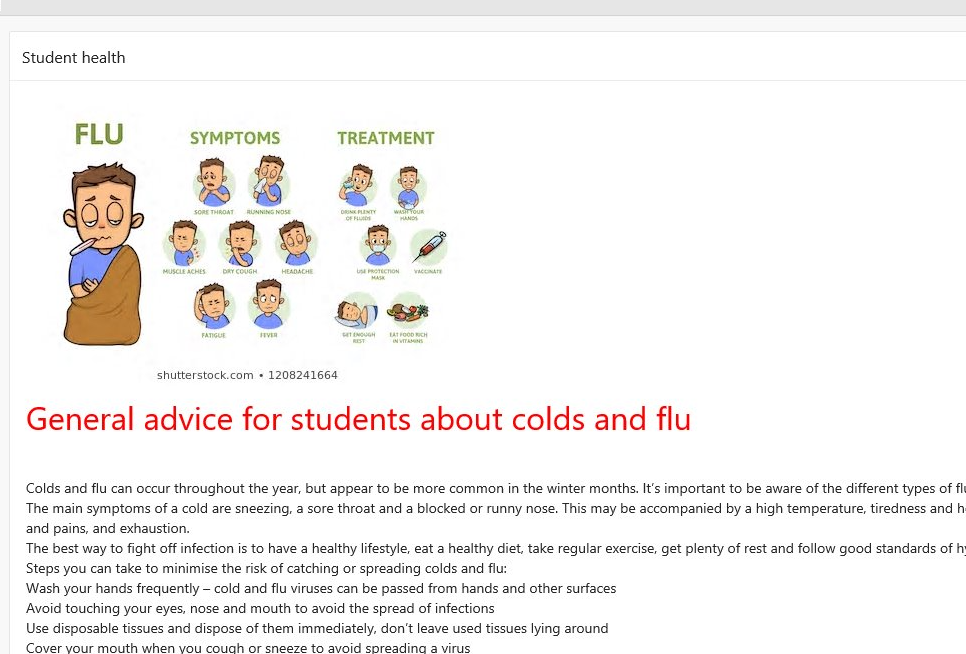 Student health
FLU
SYMPTOMS
TREATMENT
SORE THROAT
RUNNING NOSE
DRINK PLENTY
OF FLUIDS
WASH YOUR
HANDS
MUSCLE ACHES
DRY COUGH
HEADACHE
USE PROTECTION
MASK
VACCINATE
FATIGUE
FEVER
GET ENOUGH
REST
EAT FOOD RICH
IN VITAMINS
shutterstock.com • 1208241664
General advice for students about colds and flu
Colds and flu can occur throughout the year, but appear to be more common in the winter months. It’s important to be aware of the different types of
The main symptoms of a cold are sneezing, a sore throat and a blocked or runny nose. This may be accompanied by a high temperature, tiredness and
and pains, and exhaustion.
The best way to fight off infection is to have a healthy lifestyle, eat a healthy diet, take regular exercise, get plenty of rest and follow good standards of
Steps you can take to minimise the risk of catching or spreading colds and flu:
Wash your hands frequently – cold and flu viruses can be passed from hands and other surfaces
Avoid touching your eyes, nose and mouth to avoid the spread of infections
Use disposable tissues and dispose of them immediately, don’t leave used tissues lying around
Cover your mouth when you cough or sneeze to avoid spreading a virus